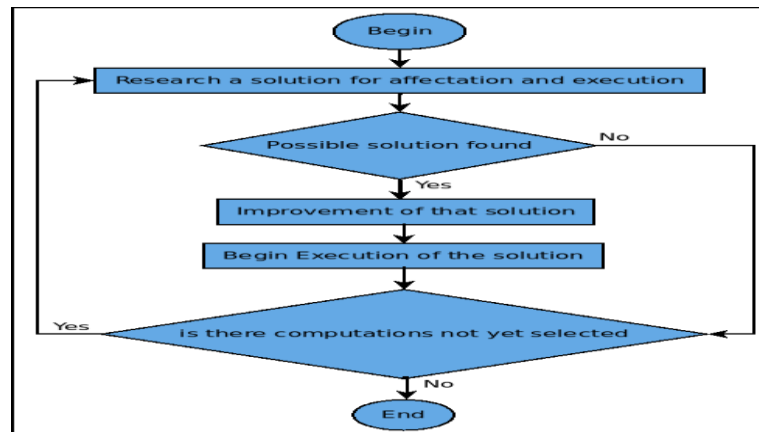 Begin
Research a solution for affectation and execution
Possible solution found
No
Yes
Improvement of that solution
Begin Execution of the solution
is there computations not yet selected
Yes
No
End